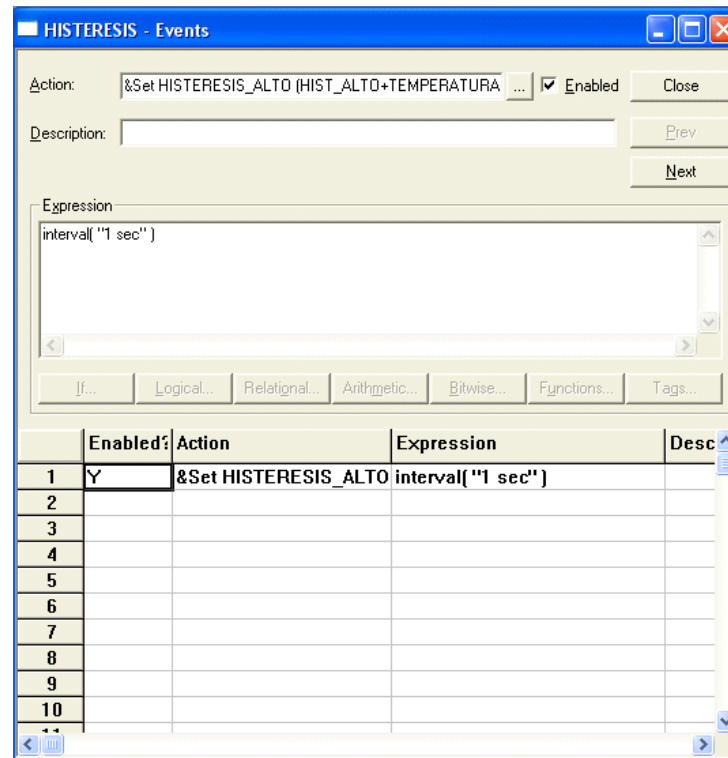 HISTERESIS - Events
Action: &Set HISTERESIS_ALTO (HIST_ALTO+TEMPERATURA ... Enabled Close
Description: Prev
Next
Expression
interval( "1 sec" )
If... Logical... Relational... Arithmetic... Bitwise... Functions... Tags...
Enabled? Action Expression Desc
1 Y &Set HISTERESIS_ALTO interval( "1 sec" )
2
3
4
5
6
7
8
9
10